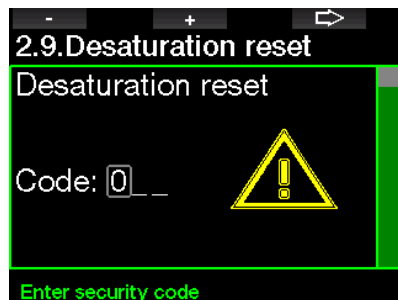 - +
2.9.Desaturation reset
Desaturation reset
Code: 0_ _
!
Enter security code